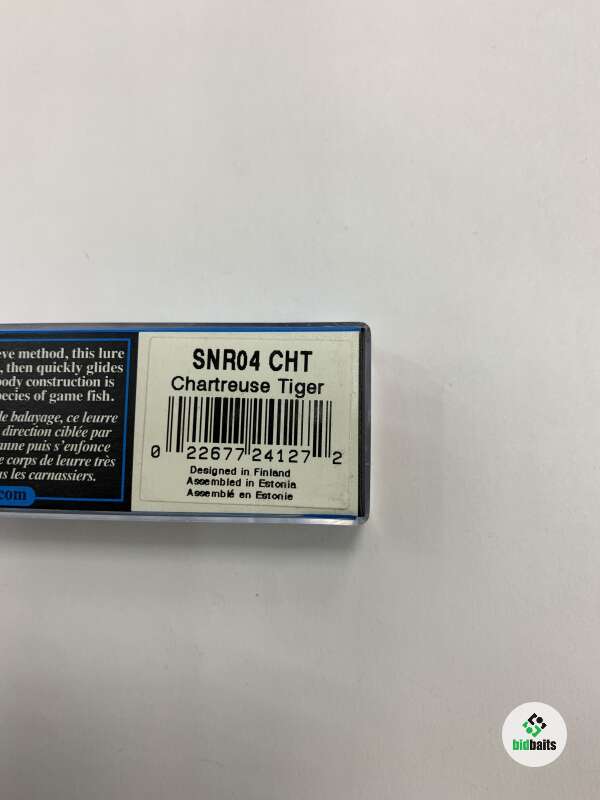 eve method, this lure
, then quickly glides
body construction is
pecies of game fish.
de balayage, ce leurre
direction ciblée par
anne puis s'enfonce
e corps de leurre très
us les carnassiers.
.com
SNR04 CHT
Chartreuse Tiger
0 22677 24127 2
Designed in Finland
Assembled in Estonia
Assemblé en Estonie
bidbaits